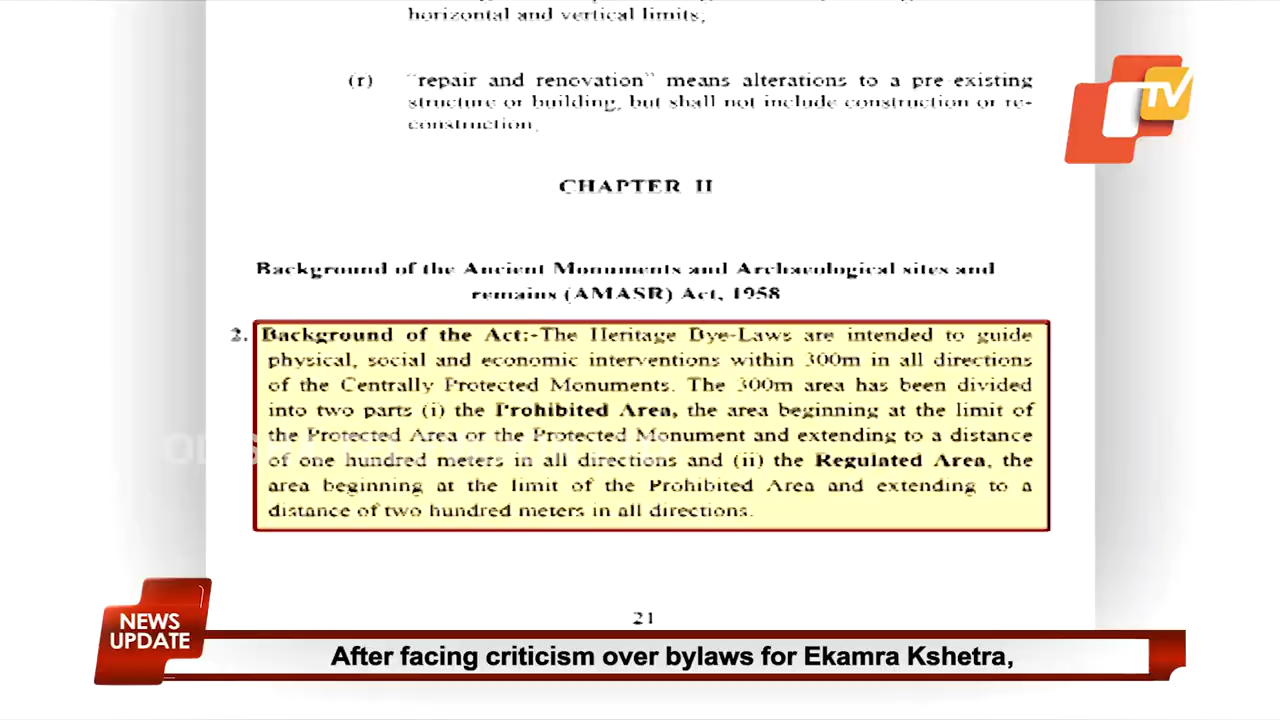 horizontal and vertical limits;
(r) "repair and renovation" means alterations to a pre-existing
structure or building, but shall not include construction or re-
construction;
TV
CHAPTER II
Background of the Ancient Monuments and Archaeological sites and
remains (AMASR) Act, 1958
2. Background of the Act:-The Heritage Bye-Laws are intended to guide
physical, social and economic interventions within 300m in all directions
of the Centrally Protected Monuments. The 300m area has been divided
into two parts (i) the Prohibited Area, the area beginning at the limit of
the Protected Area or the Protected Monument and extending to a distance
of one hundred meters in all directions and (ii) the Regulated Area, the
area beginning at the limit of the Prohibited Area and extending to a
distance of two hundred meters in all directions.
21
NEWS
UPDATE
After facing criticism over bylaws for Ekamra Kshetra,